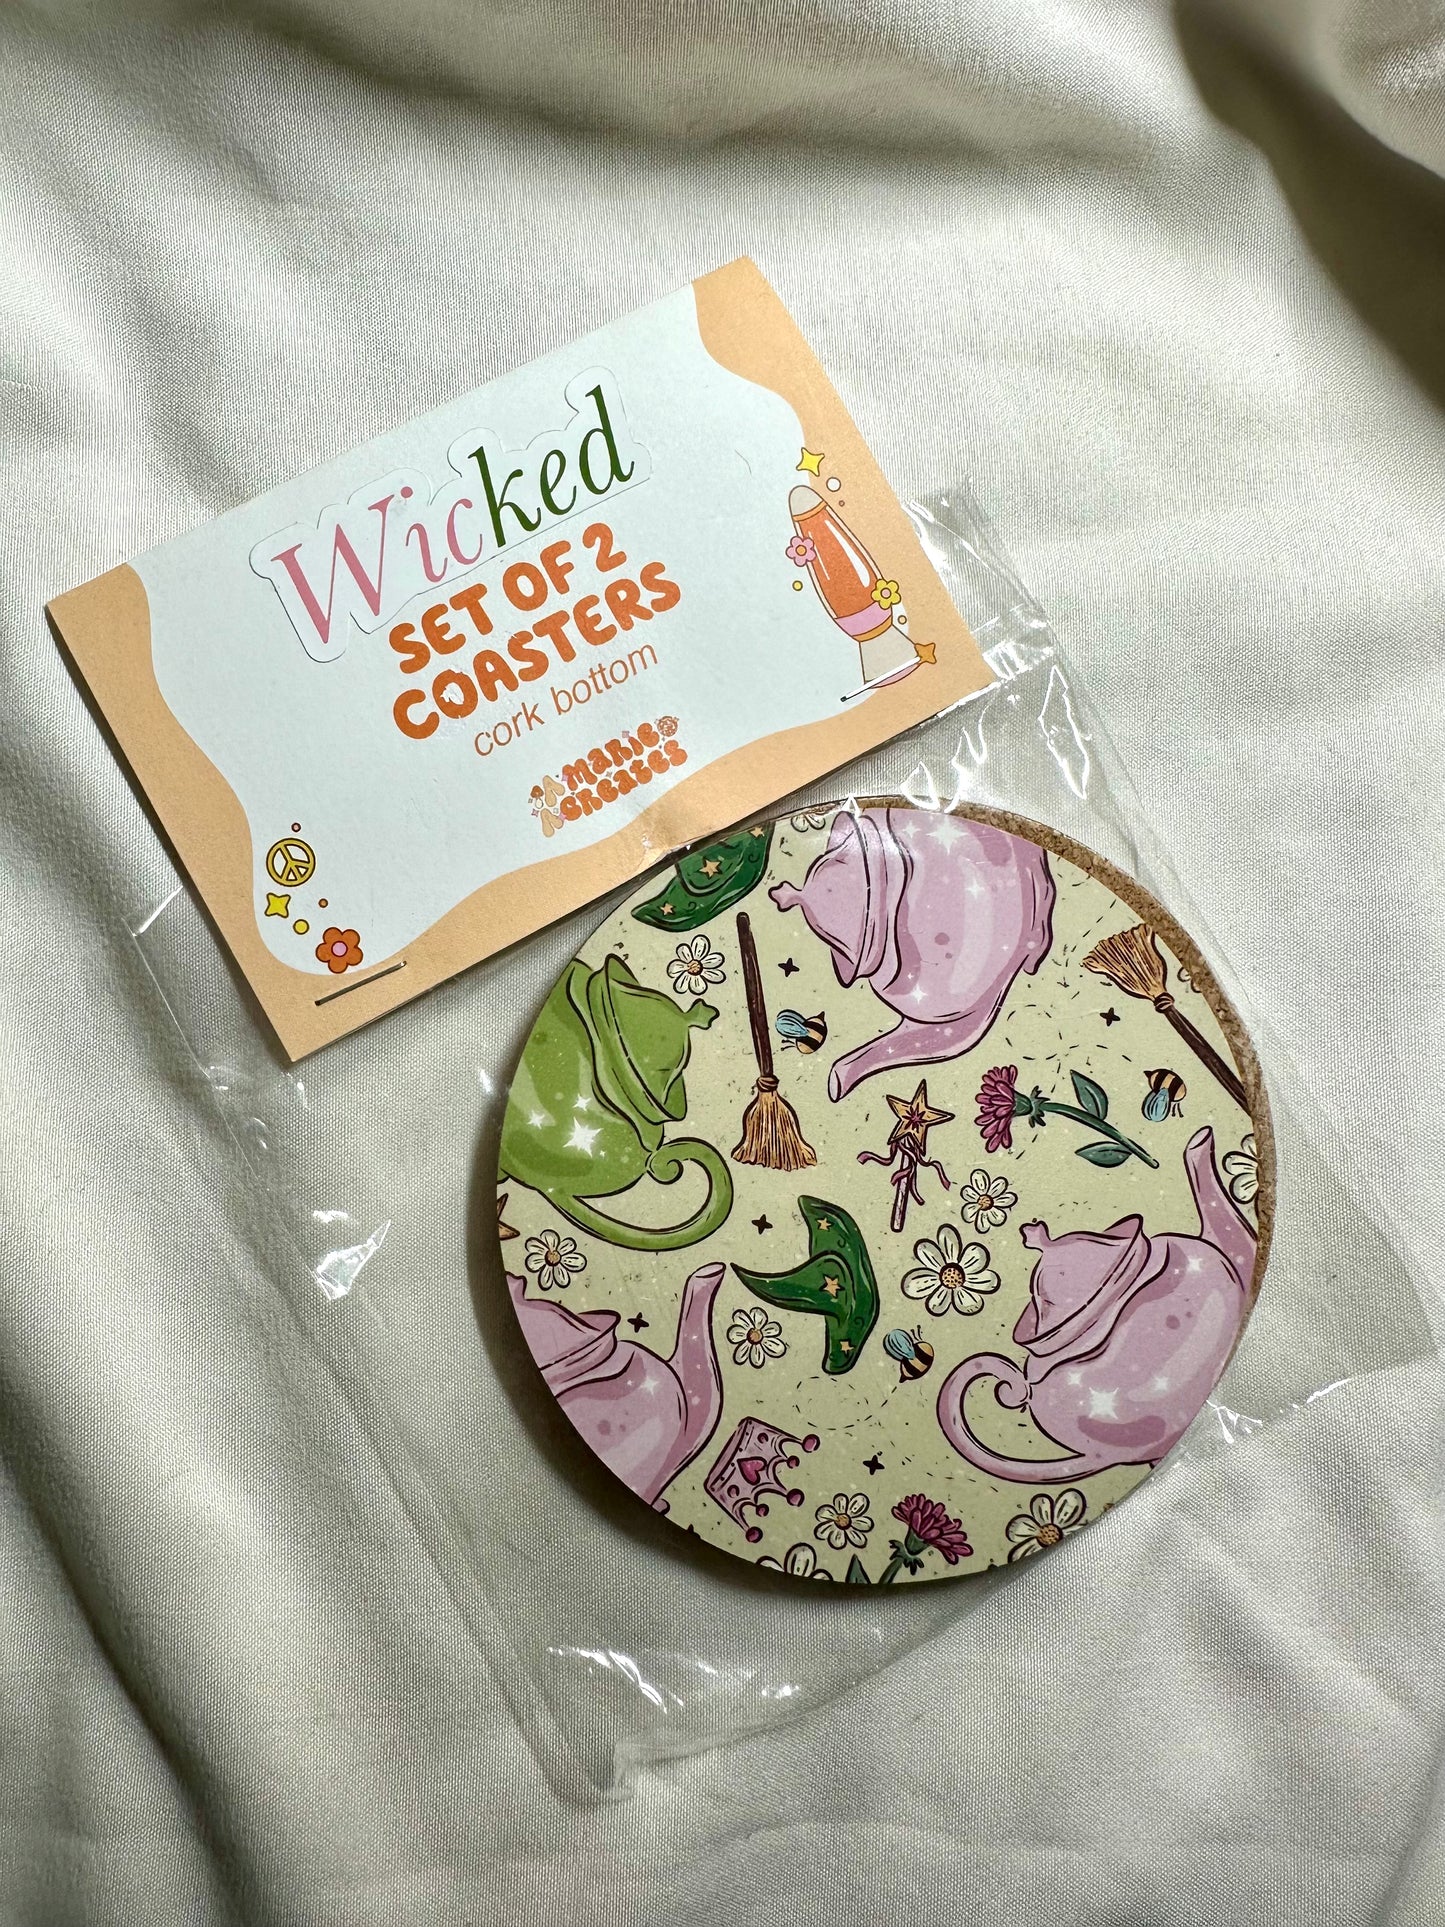 Wicked
SET OF 2
COASTERS
cork bottom
marie
creates